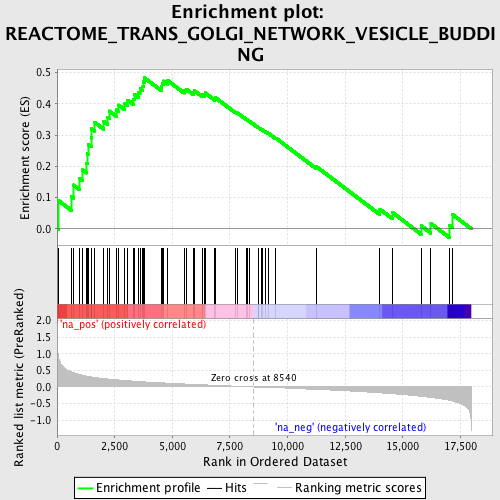 Enrichment plot:
REACTOME_TRANS_GOLGI_NETWORK_VESICLE_BUDDI
NG
Enrichment score (ES)
0.5
0.4
0.3
0.2
0.1
0.0
'na_pos' (positively correlated)
Ranked list metric (PreRanked)
2.0
1.5
1.0
0.5
0.0
-0.5
-1.0
Zero cross at 8540
'na_neg' (negatively correlated)
0 2,500 5,000 7,500 10,000 12,500 15,000 17,500
Rank in Ordered Dataset
Enrichment profile Hits Ranking metric scores